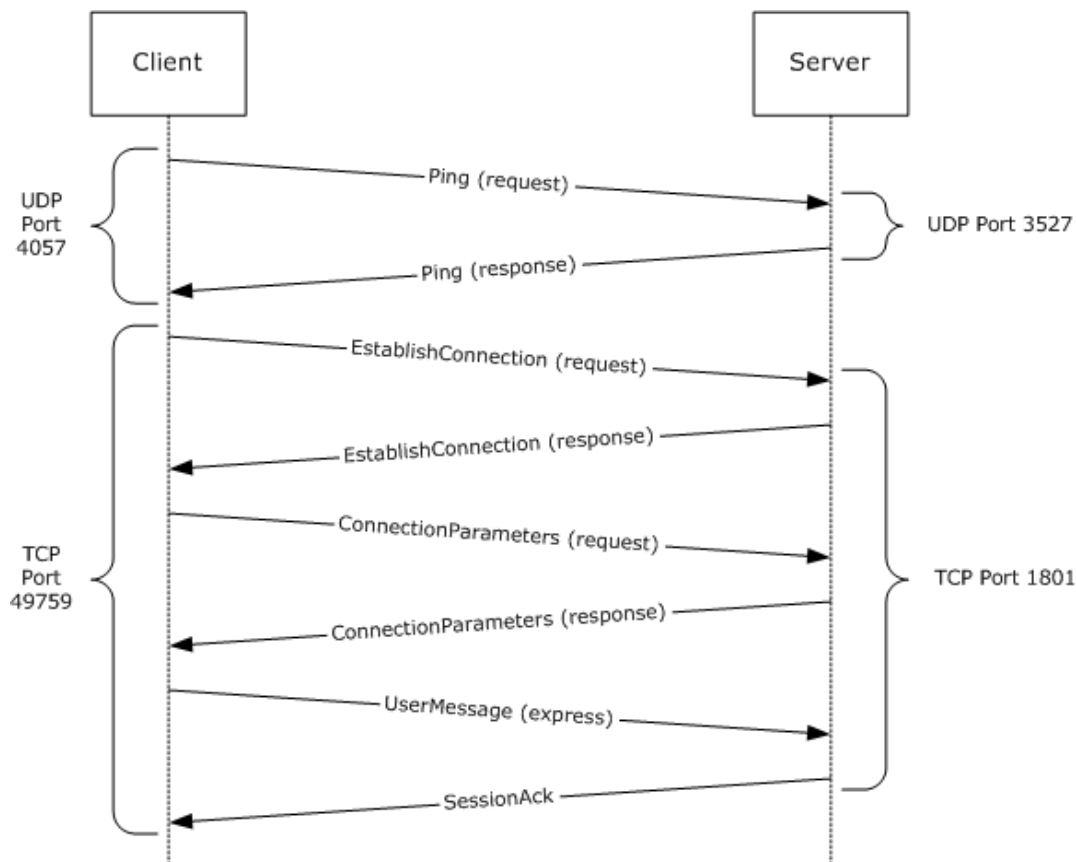 Client
Server
Ping (request)
UDP
Port
4057
UDP Port 3527
Ping (response)
EstablishConnection (request)
EstablishConnection (response)
ConnectionParameters (request)
TCP
Port
49759
TCP Port 1801
ConnectionParameters (response)
UserMessage (express)
SessionAck